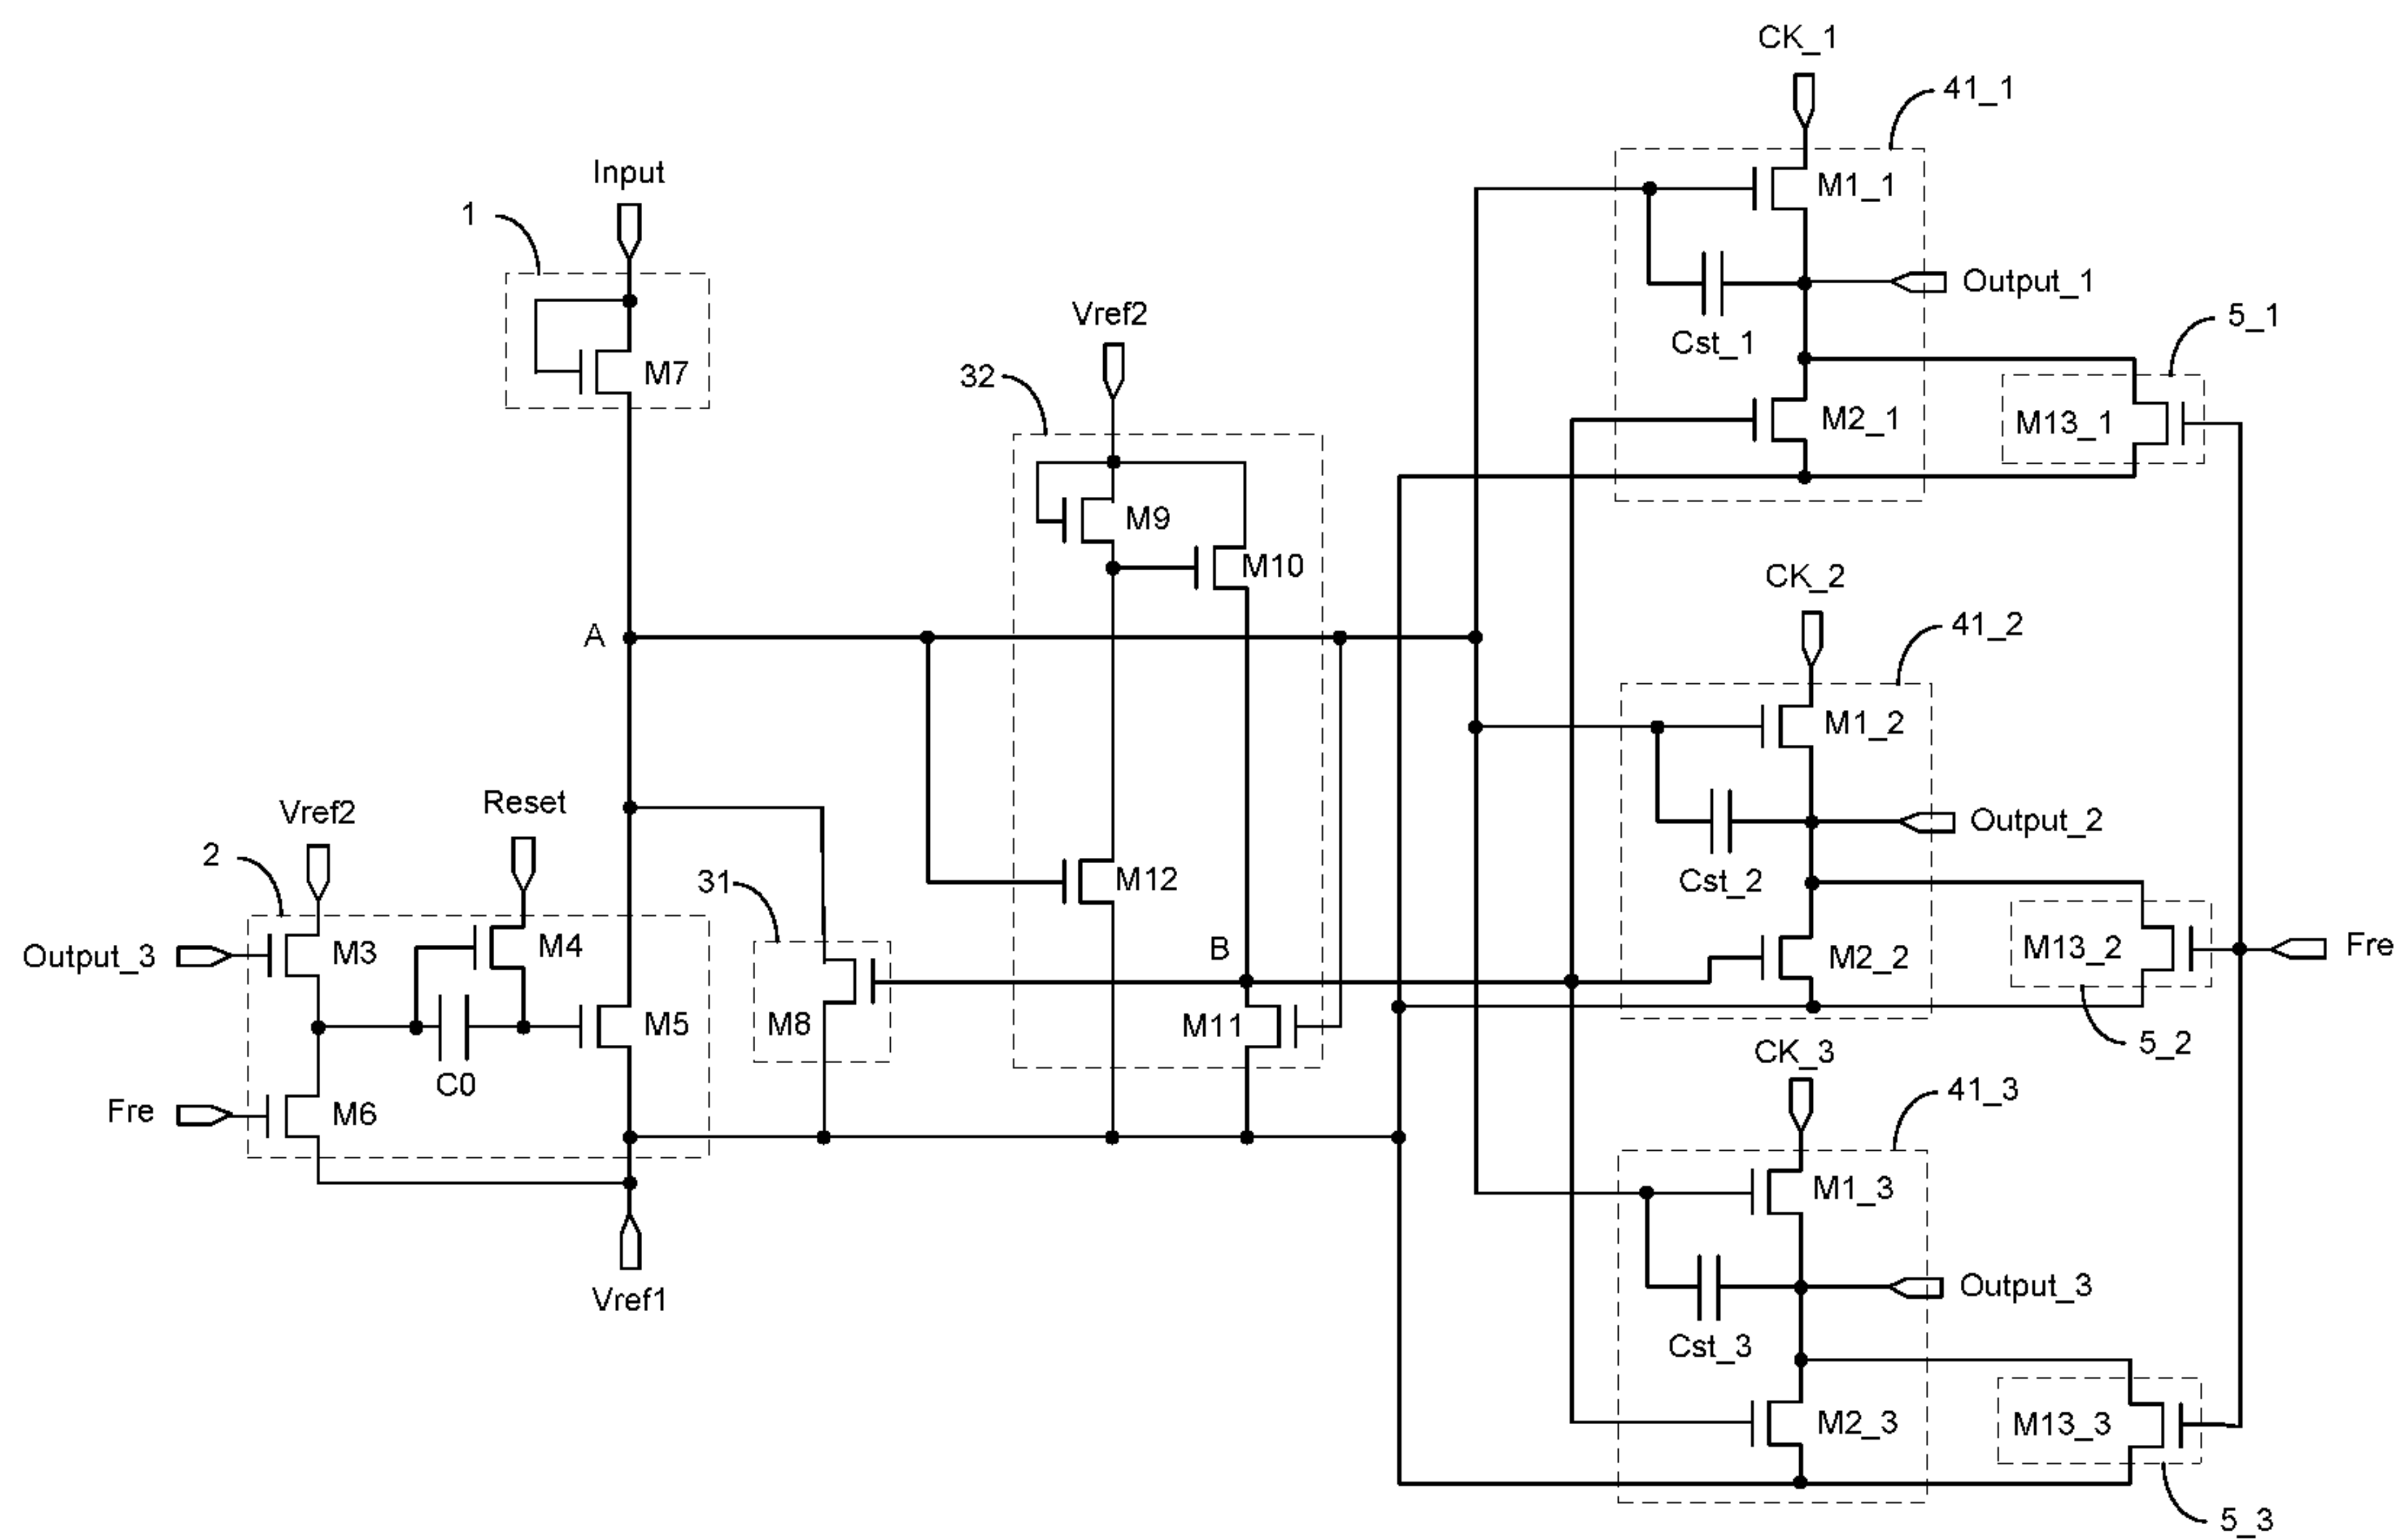 CK_1
41_1
Input
1
M1_1
M7
Output_1
Cst_1
5_1
Vref2
32
M2_1
M13_1
M9
M10
CK_2
A
41_2
M1_2
Vref2
Reset
Output_2
2
31
M12
Cst_2
Output_3
M3
M4
B
M2_2
M13_2
Fre
M5
M8
M11
5_2
C0
CK_3
41_3
Fre
M6
M1_3
Vref1
Output_3
Cst_3
M2_3
M13_3
5_3